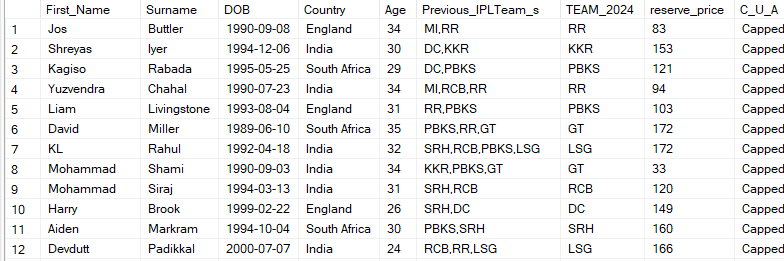 First_Name Surname DOB Country Age Previous_IPLTeam_s TEAM_2024 reserve_price C_U_A
1 Jos Buttler 1990-09-08 England 34 MI,RR RR 83 Capped
2 Shreyas Iyer 1994-12-06 India 30 DC,KKR KKR 153 Capped
3 Kagiso Rabada 1995-05-25 South Africa 29 DC,PBKS PBKS 121 Capped
4 Yuzvendra Chahal 1990-07-23 India 34 MI,RCB,RR RR 94 Capped
5 Liam Livingstone 1993-08-04 England 31 RR,PBKS PBKS 103 Capped
6 David Miller 1989-06-10 South Africa 35 PBKS,RR,GT GT 172 Capped
7 KL Rahul 1992-04-18 India 32 SRH,RCB,PBKS,LSG LSG 172 Capped
8 Mohammad Shami 1990-09-03 India 34 KKR,PBKS,GT GT 33 Capped
9 Mohammad Siraj 1994-03-13 India 31 SRH,RCB RCB 120 Capped
10 Harry Brook 1999-02-22 England 26 SRH,DC DC 149 Capped
11 Aiden Markram 1994-10-04 South Africa 30 PBKS,SRH SRH 160 Capped
12 Devdutt Padikkal 2000-07-07 India 24 RCB,RR,LSG LSG 166 Capped